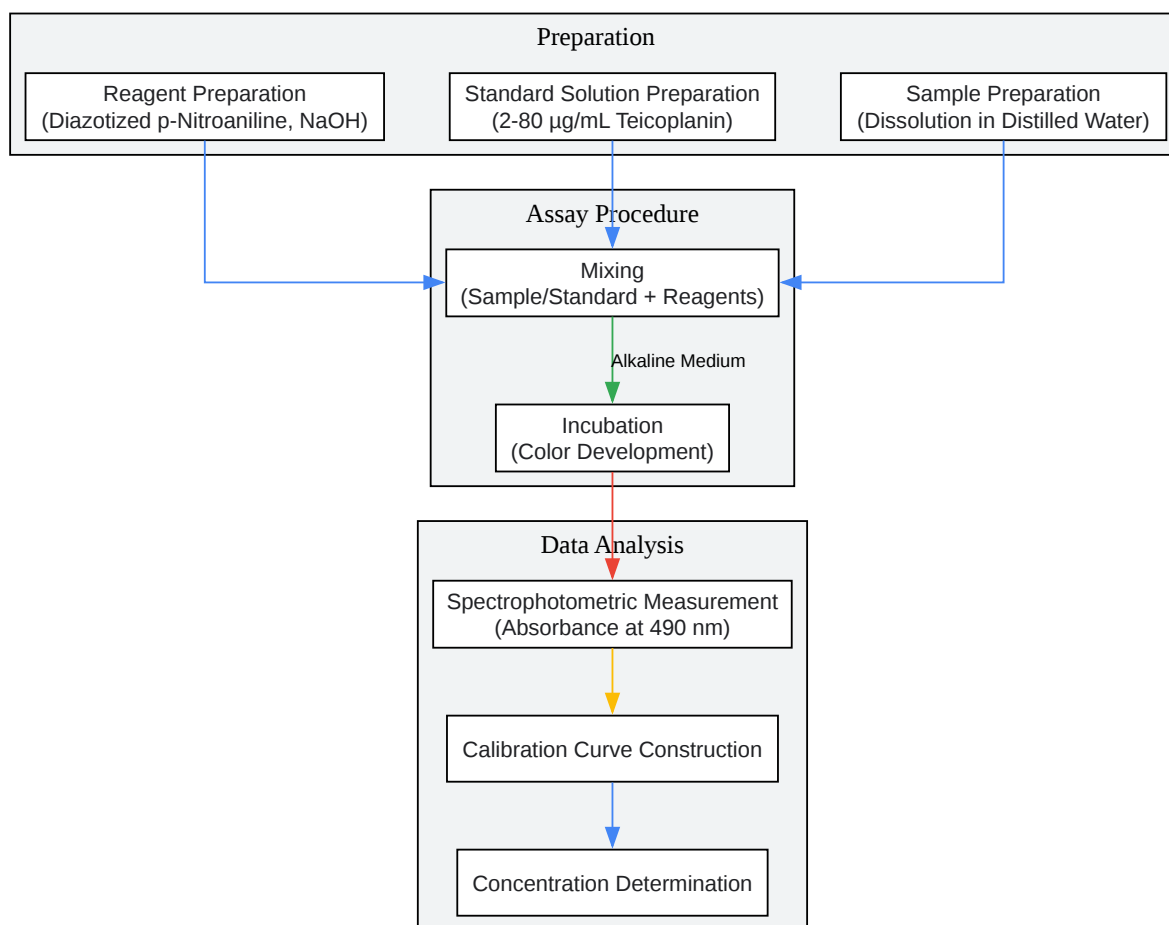 Preparation
Reagent Preparation
(Diazotized p-Nitroaniline, NaOH)
Standard Solution Preparation
(2-80 µg/mL Teicoplanin)
Sample Preparation
(Dissolution in Distilled Water)
Assay Procedure
Mixing
(Sample/Standard + Reagents)
Alkaline Medium
Incubation
(Color Development)
Data Analysis
Spectrophotometric Measurement
(Absorbance at 490 nm)
Calibration Curve Construction
Concentration Determination